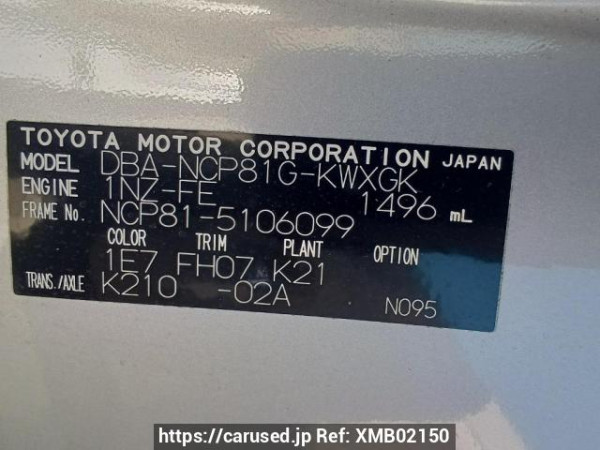 TOYOTA MOTOR CORPORATION JAPAN
MODEL DBA-NCP81G-KWXGK
ENGINE 1NZ-FE 1496 mL
FRAME No. NCP81-5106099
COLOR TRIM PLANT OPTION
1E7 FH07 K21
TRANS./AXLE K210 -02A N095
https://carused.jp Ref: XMB02150